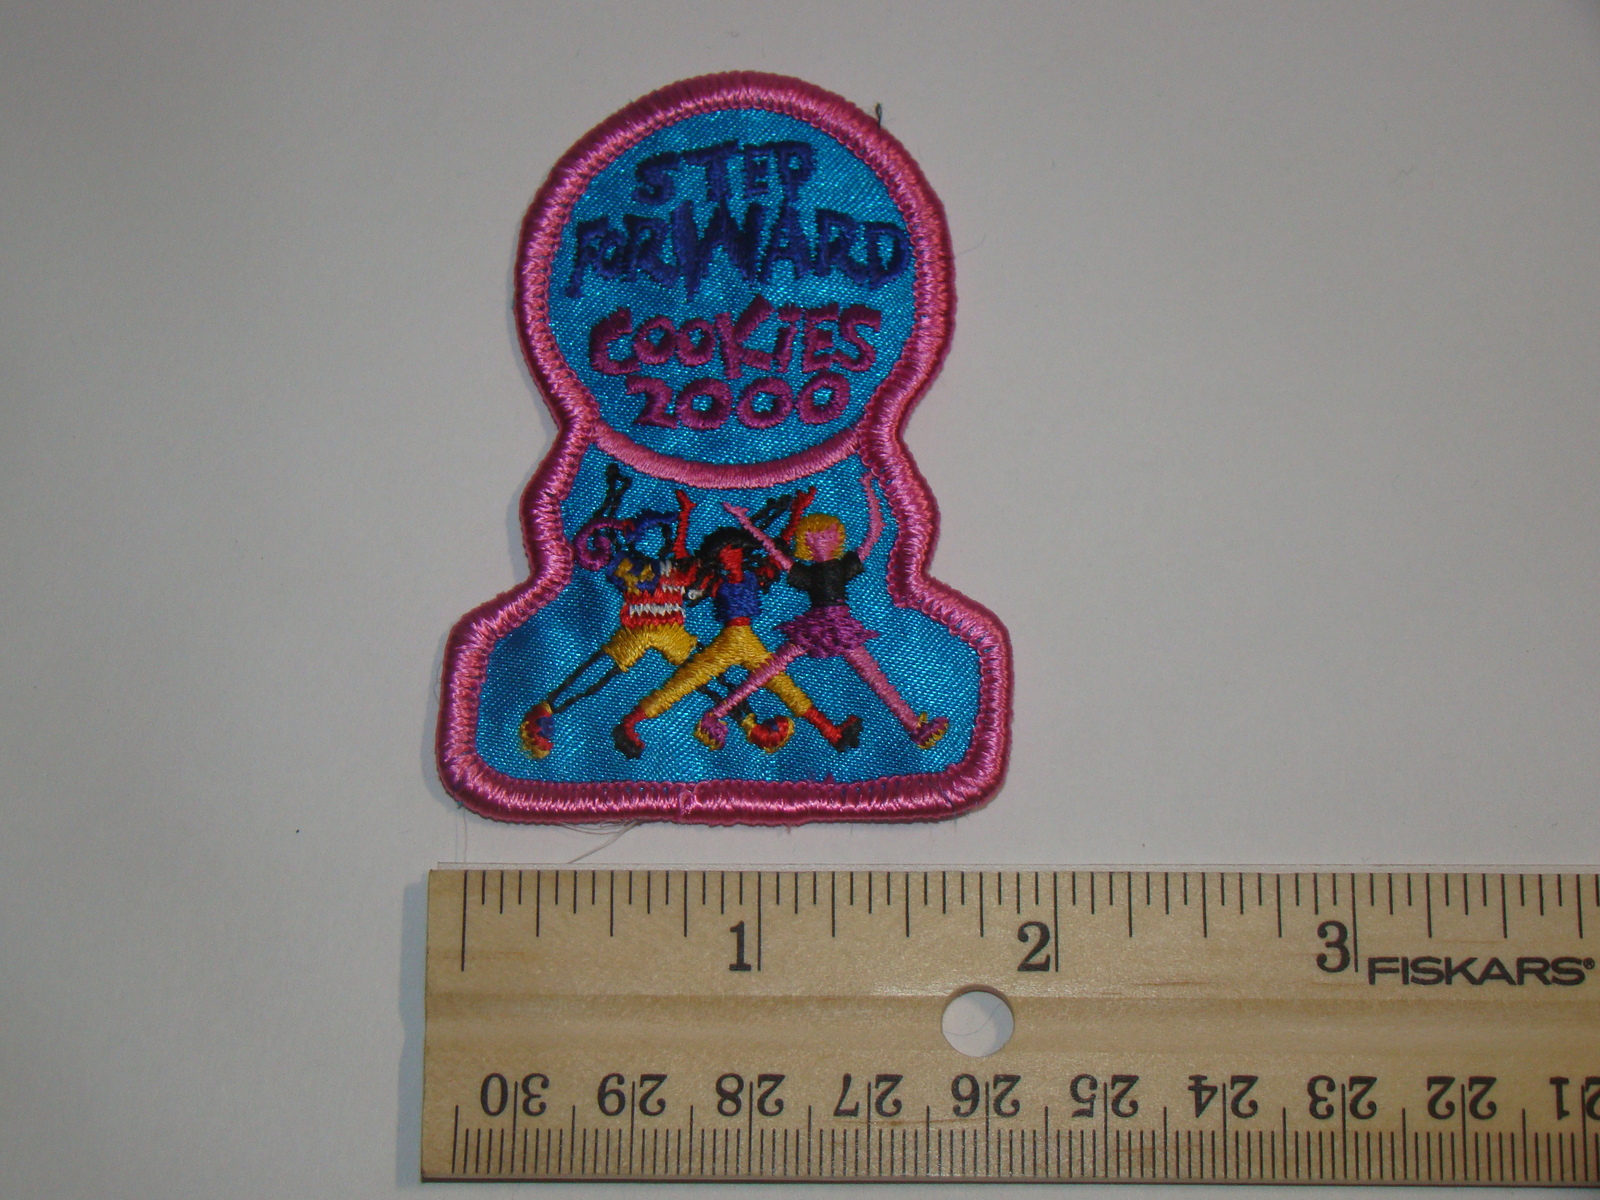 STEP
FORWARD
COOKiES
2000
1 2 3
FISKARS®
30 29 28 27 26 25 24 23 22 21